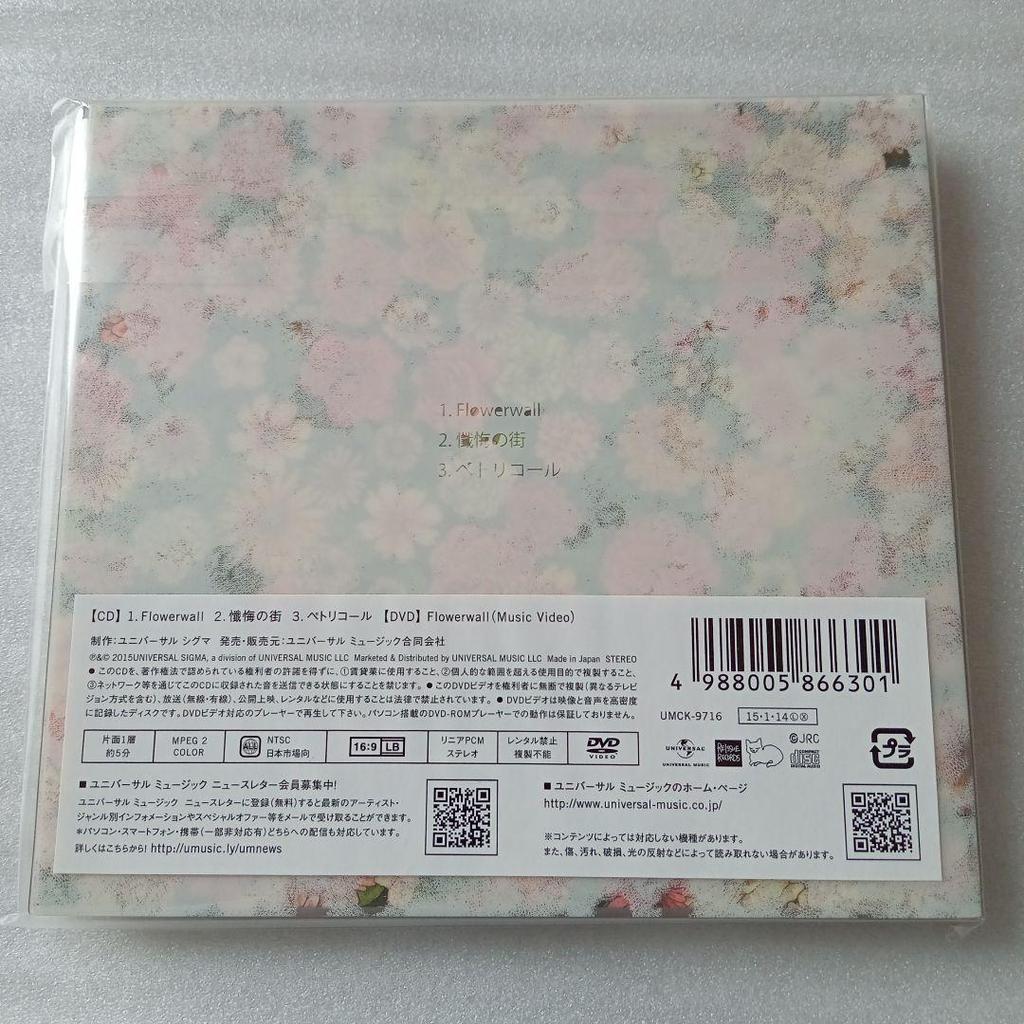 1. Flowerwall
2. 懺悔の街
3. ペトリコール
【CD】 1. Flowerwall 2. 懺悔の街 3. ペトリコール 【DVD】 Flowerwall (Music Video)
制作:ユニバーサル シグマ 発売・販売元:ユニバーサル ミュージック合同会社
℗&© 2015UNIVERSAL SIGMA, a division of UNIVERSAL MUSIC LLC Marketed & Distributed by UNIVERSAL MUSIC LLC Made in Japan STEREO
● このCDを、著作権法で認められている権利者の許諾を得ずに、①賃貸業に使用すること、②個人的な範囲を超える使用目的で複製すること、
③ネットワーク等を通じてこのCDに収録された音を送信できる状態にすることを禁じます。 ● このDVDビデオを権利者に無断で複製(異なるテレビ
ジョン方式を含む)、放送(無線・有線)、公開上映、レンタルなどに使用することは法律で禁止されています。 ● DVDビデオは映像と音声を高密度
に記録したディスクです。DVDビデオ対応のプレーヤーで再生して下さい。パソコン搭載のDVD-ROMプレーヤーでの動作は保証しておりません。
4 988005 866301
UMCK-9716 15・1・14ⓁⓍ
片面1層 約5分
MPEG 2 COLOR
ALL NTSC 日本市場向
16:9 LB
リニアPCM ステレオ
レンタル禁止 複製不能
DVD VIDEO
UNIVERSAL UNIVERSAL MUSIC
REISSUE RECORDS
©JRC
COMPACT disc DIGITAL AUDIO
プラ
■ ユニバーサル ミュージック ニュースレター会員募集中!
ユニバーサル ミュージック ニュースレターに登録(無料)すると最新のアーティスト・
ジャンル別インフォメーションやスペシャルオファー等をメールで受け取ることができます。
*パソコン・スマートフォン・携帯(一部非対応有)どちらへの配信も対応しています。
詳しくはこちらから! http://umusic.ly/umnews
■ ユニバーサル ミュージックのホーム・ページ
http://www.universal-music.co.jp/
※コンテンツによっては対応しない機種があります。
また、傷、汚れ、破損、光の反射などによって読み取れない場合があります。